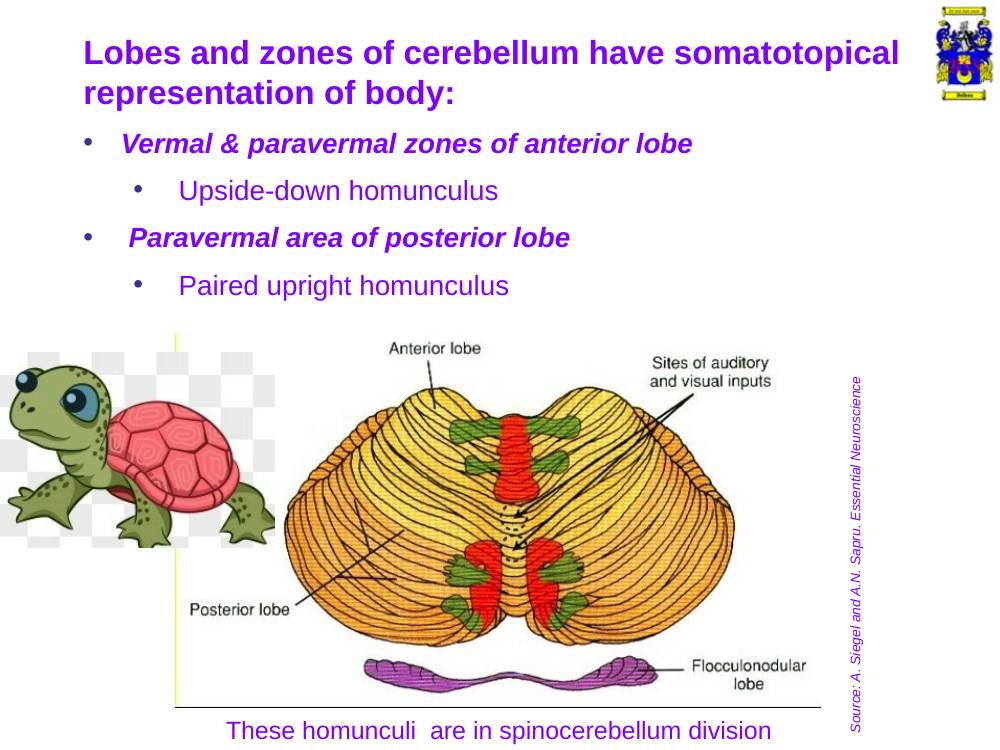 Lobes and zones of cerebellum have somatotopical
representation of body:
• Vermal & paravermal zones of anterior lobe
• Upside-down homunculus
• Paravermal area of posterior lobe
• Paired upright homunculus
Anterior lobe
Sites of auditory
and visual inputs
Posterior lobe
Flocculonodular
lobe
Source: A. Siegel and A.N. Sapru. Essential Neuroscience
These homunculi are in spinocerebellum division